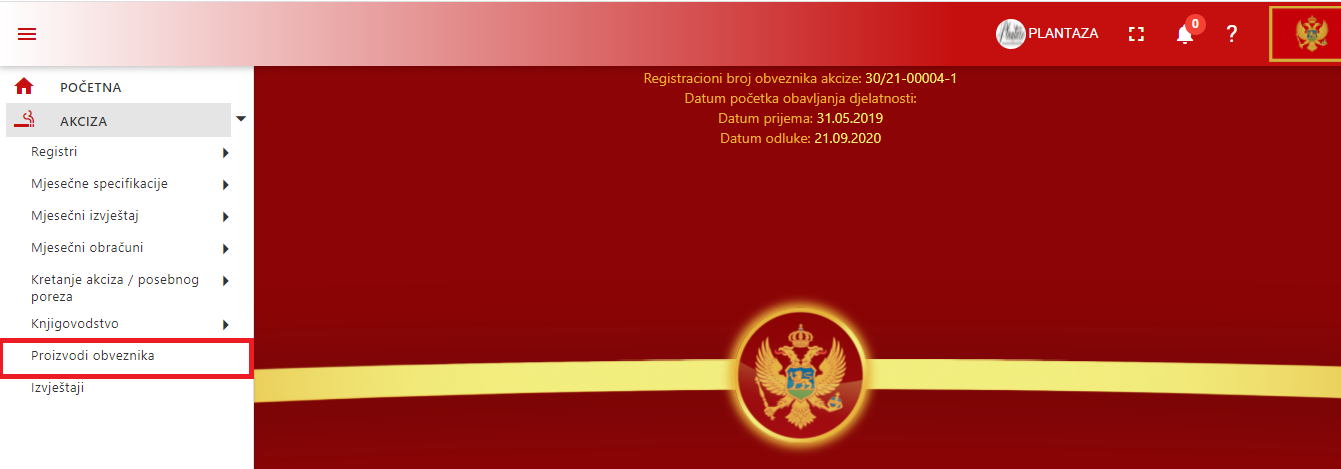 PLANTAZA
0
?
POČETNA
AKCIZA
Registri
Mjesečne specifikacije
Mjesečni izvještaj
Mjesečni obračuni
Kretanje akciza / posebnog
poreza
Knjigovodstvo
Proizvodi obveznika
Izvještaji
Registracioni broj obveznika akcize: 30/21-00004-1
Datum početka obavljanja djelatnosti:
Datum prijema: 31.05.2019
Datum odluke: 21.09.2020